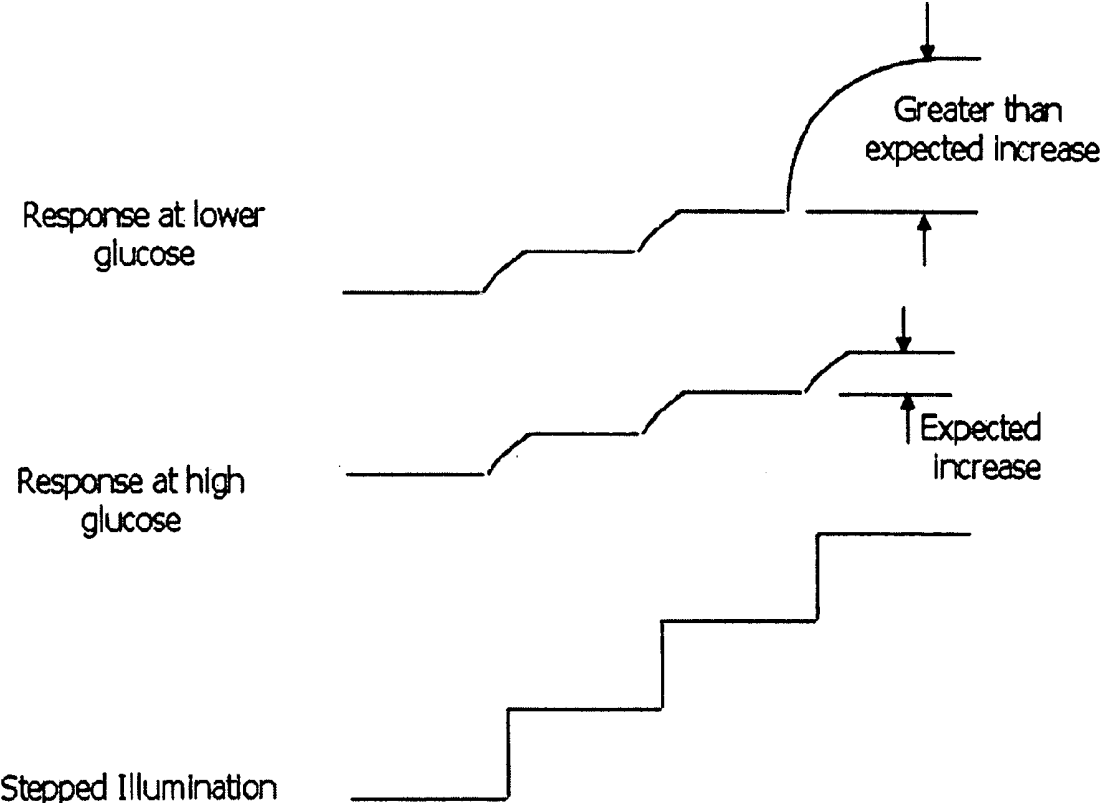 Greater than
expected increase
Response at lower
glucose
Expected
increase
Response at high
glucose
Stepped Illumination